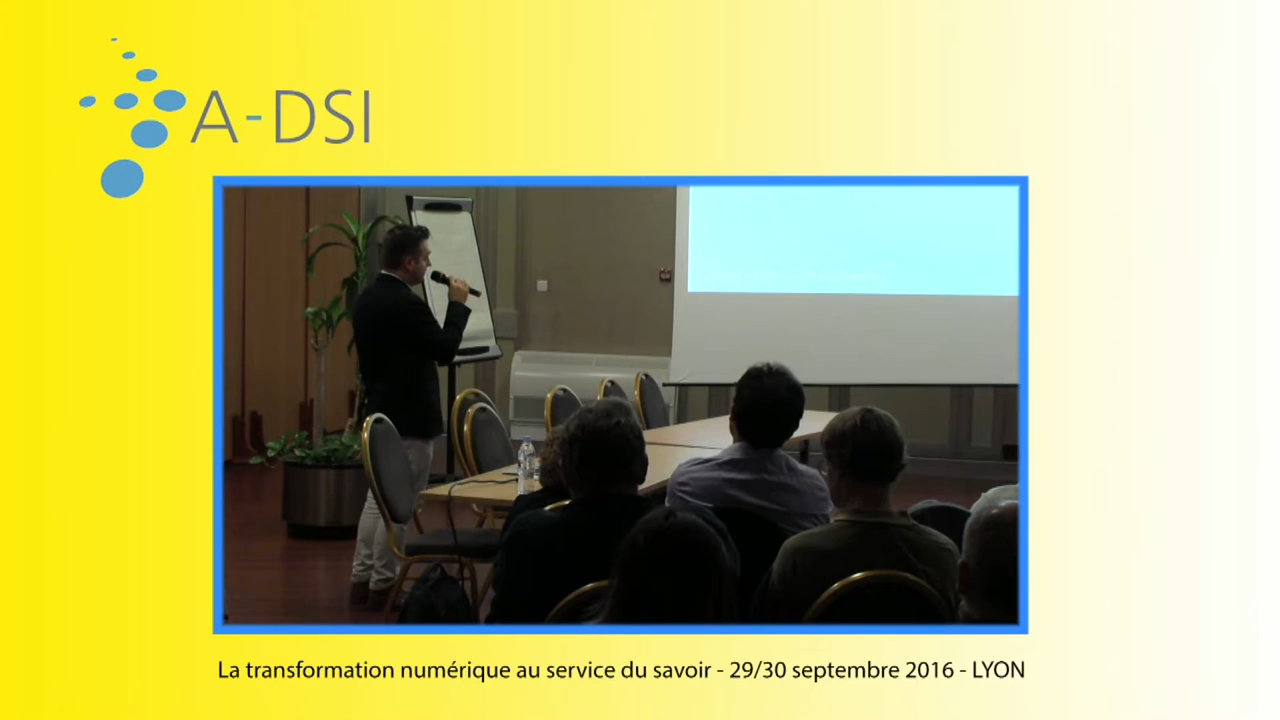 A-DSI
La transformation numérique au service du savoir - 29/30 septembre 2016 - LYON